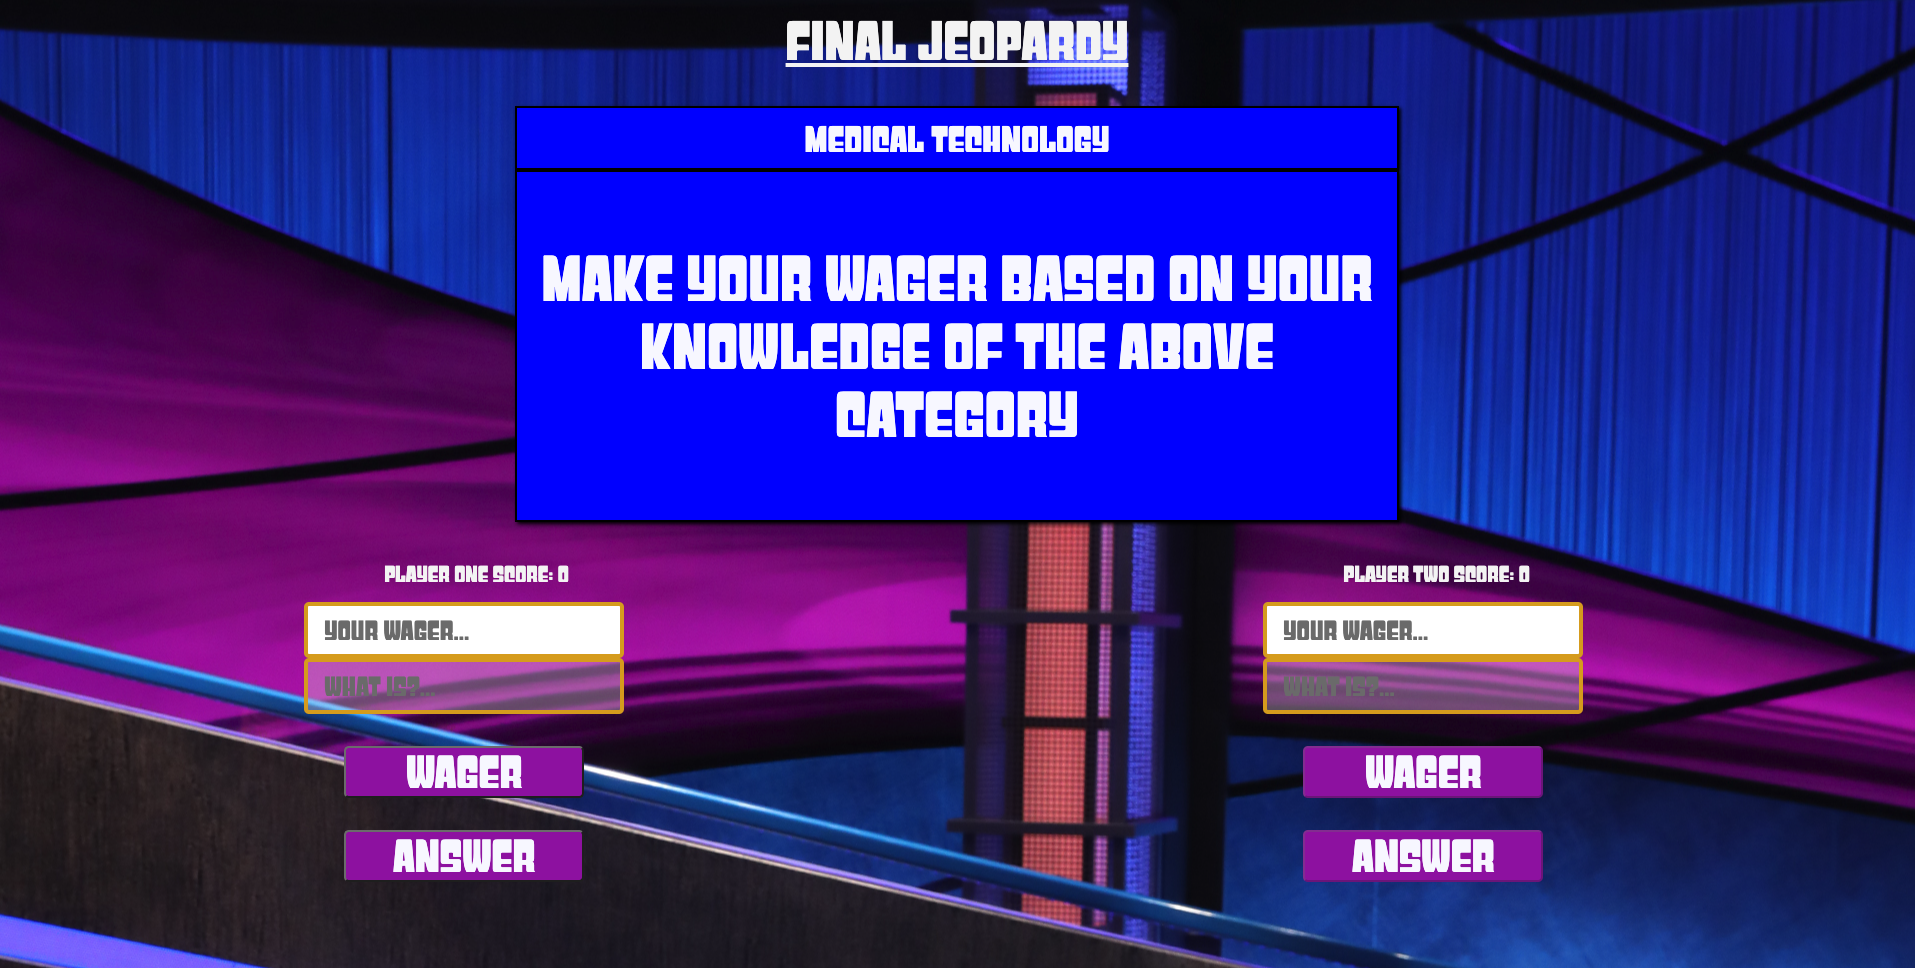 FINAL JEOPARDY
MEDICAL TECHNOLOGY
MAKE YOUR WAGER BASED ON YOUR
KNOWLEDGE OF THE ABOVE
CATEGORY
PLAYER ONE SCORE: 0
YOUR WAGER...
WHAT IS?...
WAGER
ANSWER
PLAYER TWO SCORE: 0
YOUR WAGER...
WHAT IS?...
WAGER
ANSWER